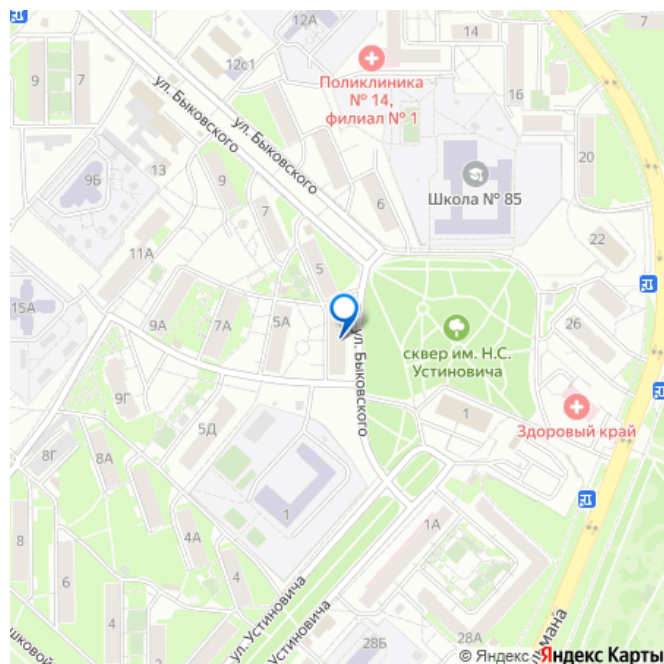 12А
14
7
12с1
Поликлиника
№ 14,
филиал № 1
9
7
16
ул. Быковского
ул. Быковского
20
13
9
9Б
Школа № 85
6
7
22
11А
5
15А
26
9А
7А
5А
ул. Быковского
сквер им. Н.С.
Устиновича
9Г
1
Здоровый край
5Д
8Г
8А
1
1А
4А
8
6
4
ул. Устиновича
Устиновича
28Б
28А
шковой
мана
© Яндекс
Яндекс Карты